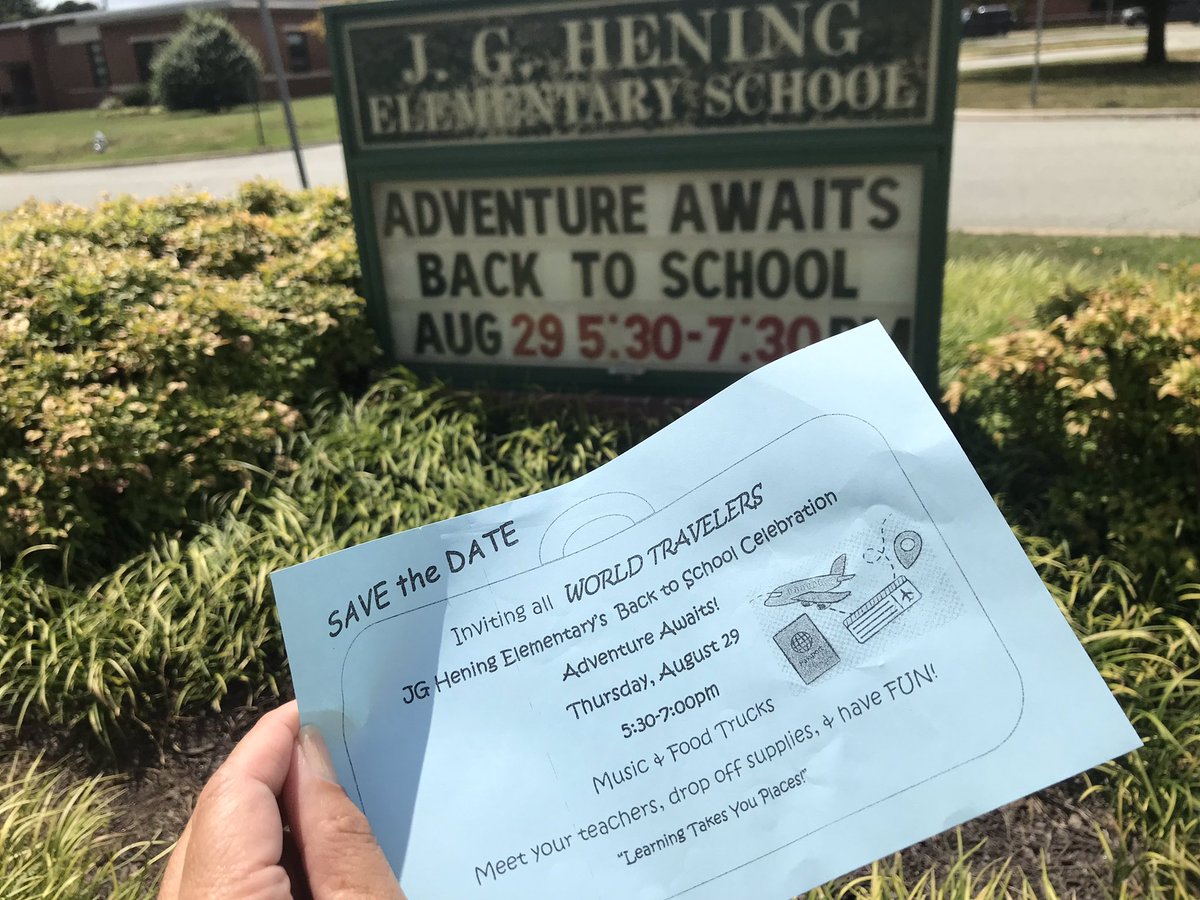 J. G. HENING
ELEMENTARY SCHOOL
ADVENTURE AWAITS
BACK TO SCHOOL
AUG 29 5:30-7:30 PM
SAVE the DATE
Inviting all WORLD TRAVELERS
JG Hening Elementary's Back to School Celebration
Adventure Awaits!
Thursday, August 29
5:30-7:00pm
Music & Food Trucks
Meet your teachers, drop off supplies, & have FUN!
"Learning Takes You Places!"